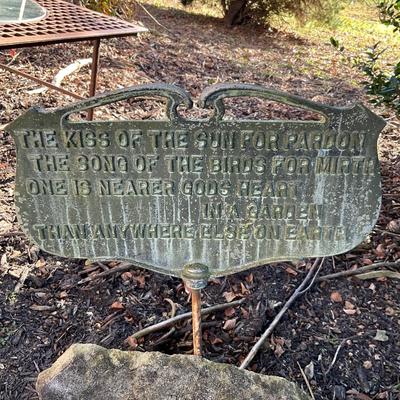 THE KISS OF THE SUN FOR PARDON
THE SONG OF THE BIRDS FOR MIRTH
ONE IS NEARER GODS HEART
IN A GARDEN
THAN ANYWHERE ELSE ON EARTH